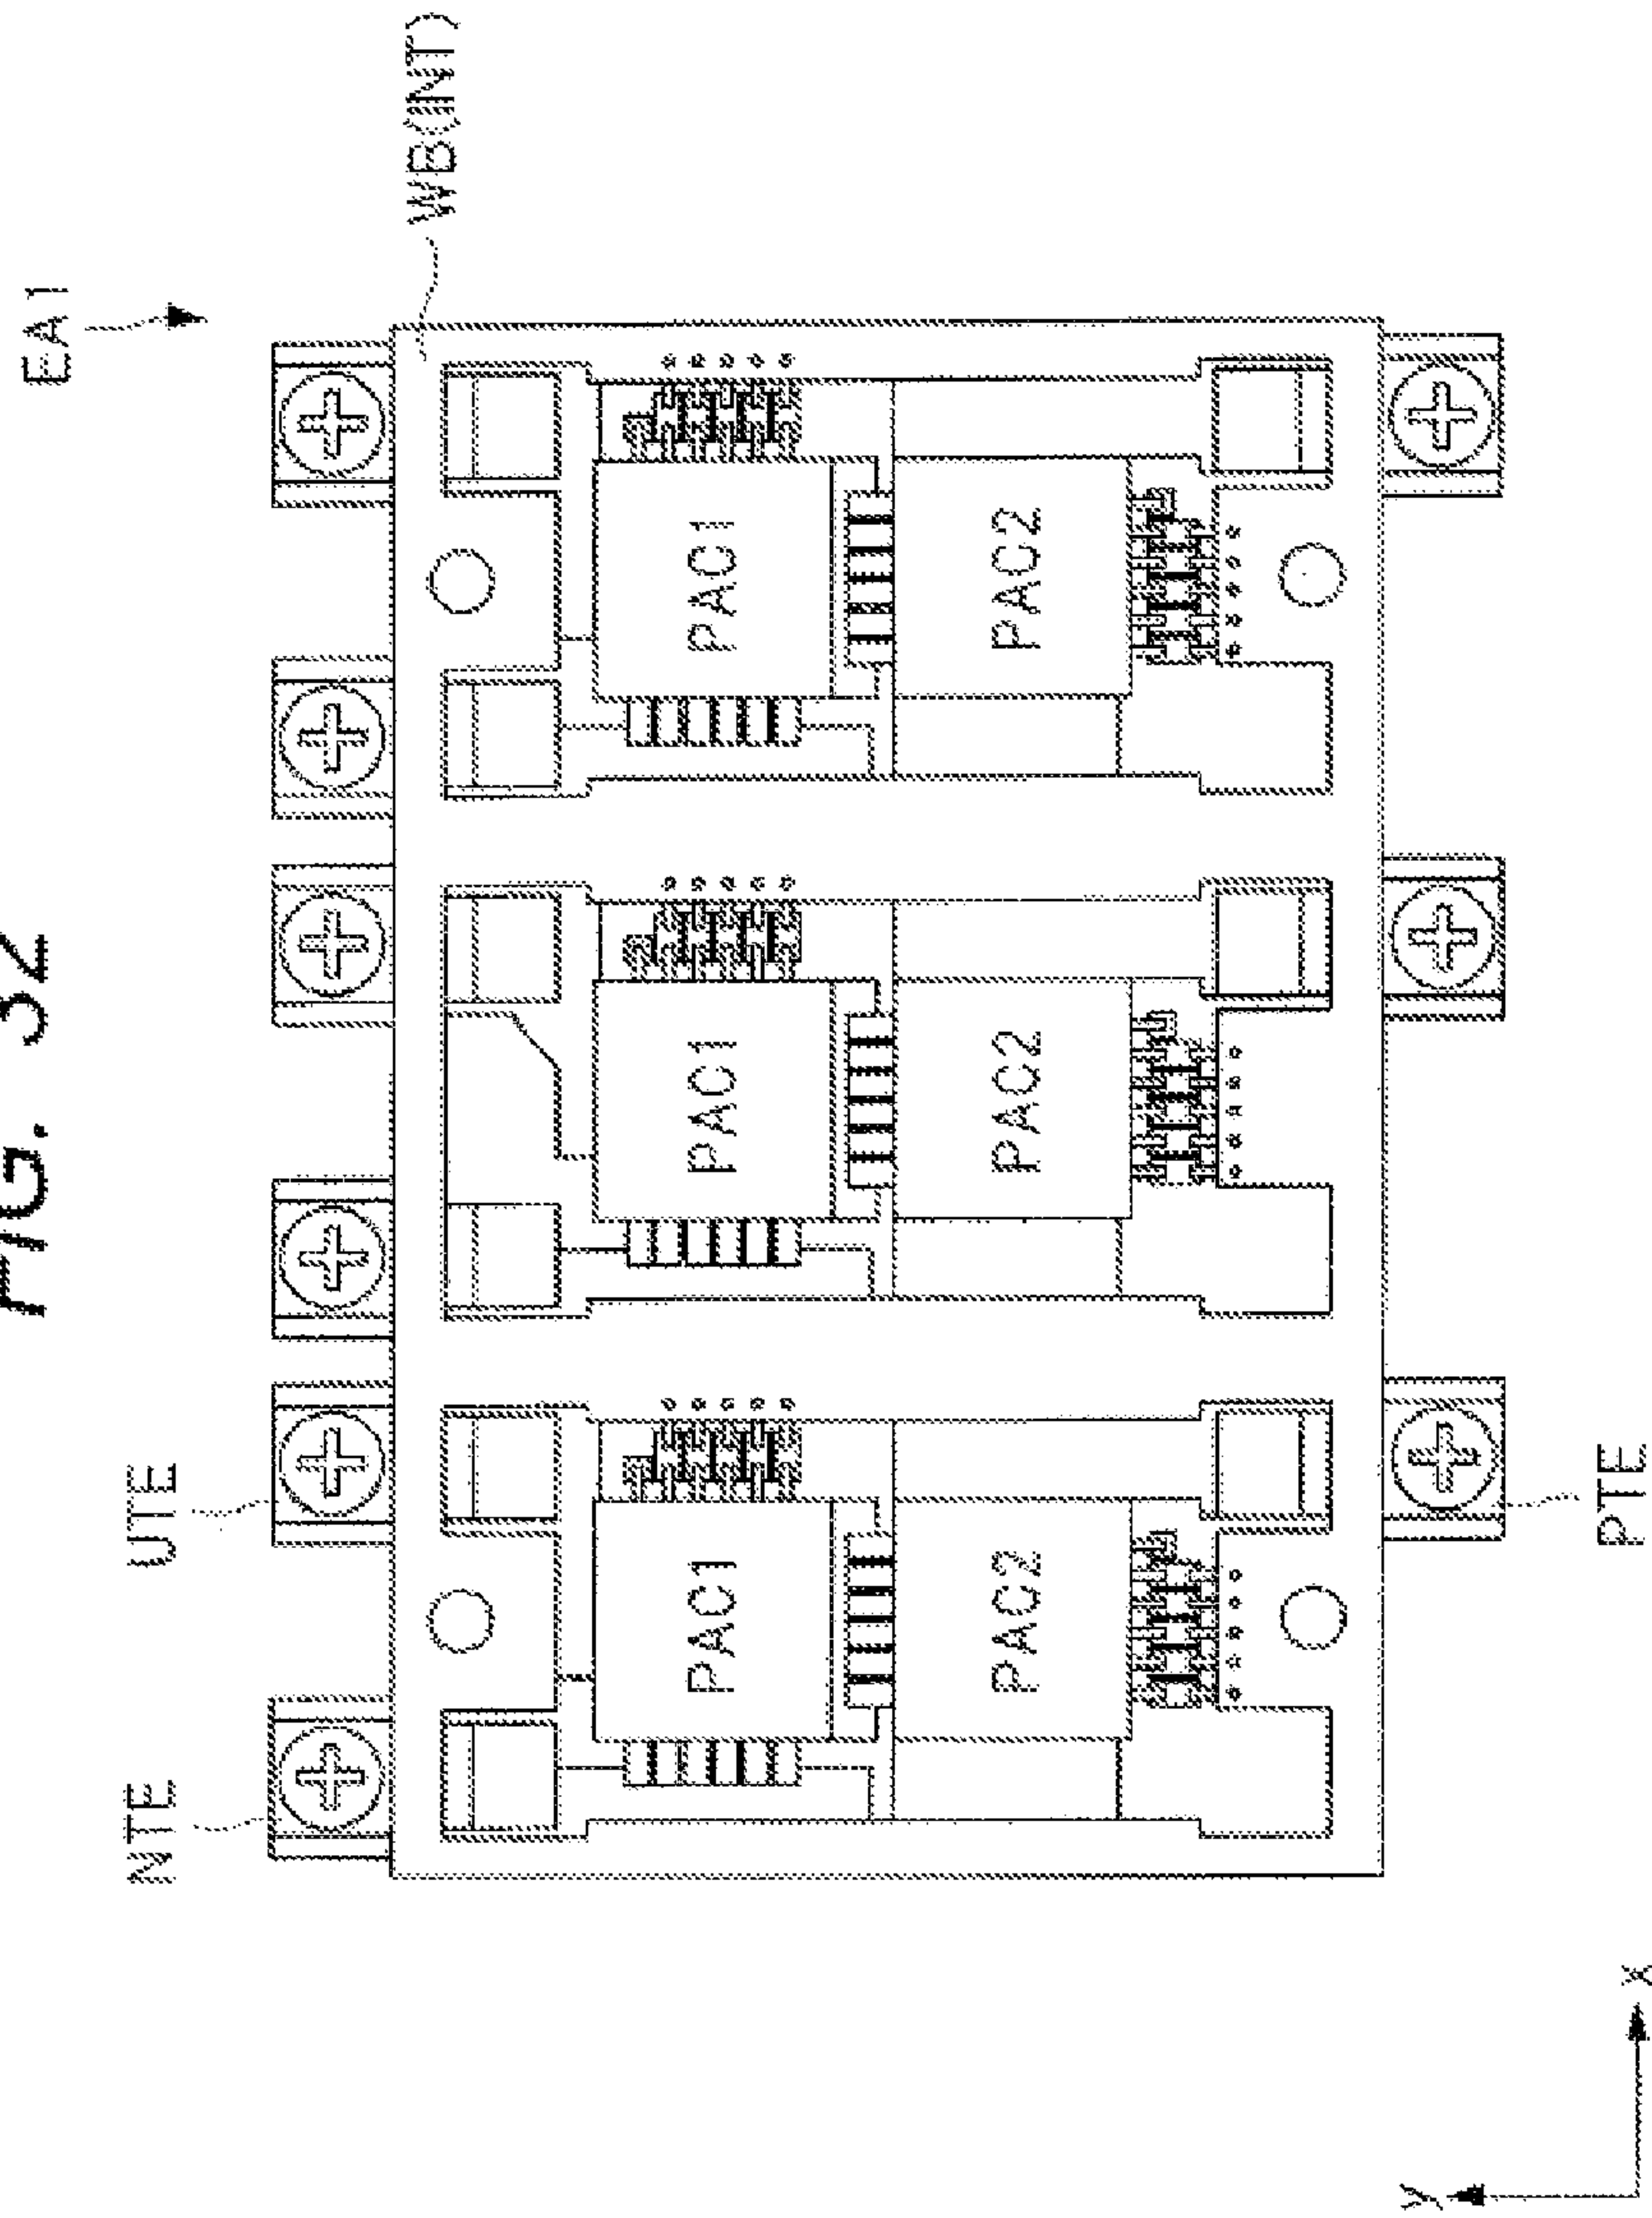 FIG. 32
EA1
WB(INT)
NTE
UTE
PAC1
PAC1
PAC1
PAC2
PAC2
PAC2
PTE
y
x